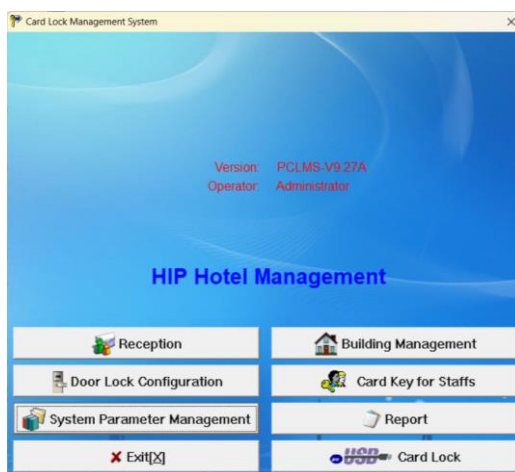 Card Lock Management System
Version: PCLMS-V9.27A
Operator: Administrator
HIP Hotel Management
Reception
Building Management
Door Lock Configuration
Card Key for Staffs
System Parameter Management
Report
Exit[X]
USB Card Lock